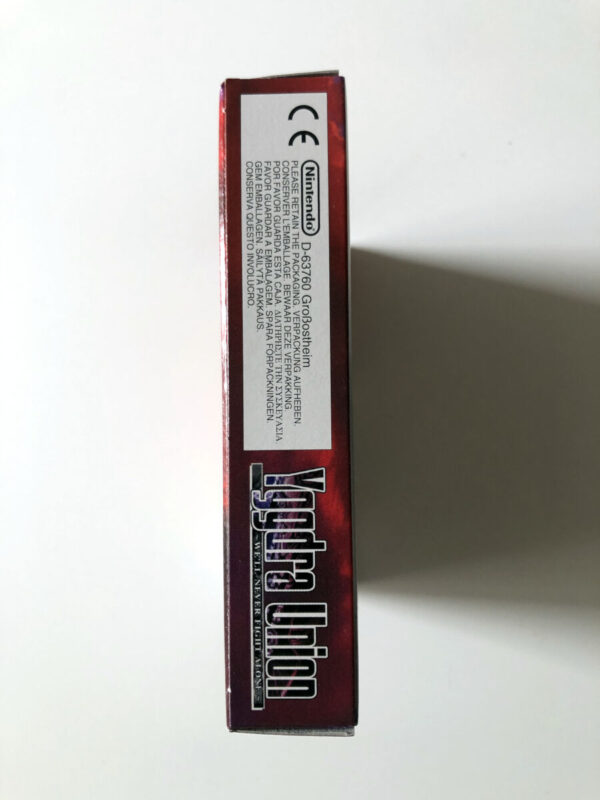 CE
Nintendo D-63760 Großostheim
PLEASE RETAIN THE PACKAGING. VERPACKUNG AUFHEBEN.
CONSERVER L'EMBALLAGE. BEWAAR DEZE VERPAKKING.
POR FAVOR GUARDA ESTA CAJA. ΔΙΑΤΗΡΗΣΤΕ ΤΗΝ ΣΥΣΚΕΥΑΣΙΑ.
FAVOR GUARDAR A EMBALAGEM. SPARA FÖRPACKNINGEN.
GEM EMBALLAGEN. SÄILYTÄ PAKKAUS.
CONSERVA QUESTO INVOLUCRO.
Yggdra Union
WE'LL NEVER FIGHT ALONE